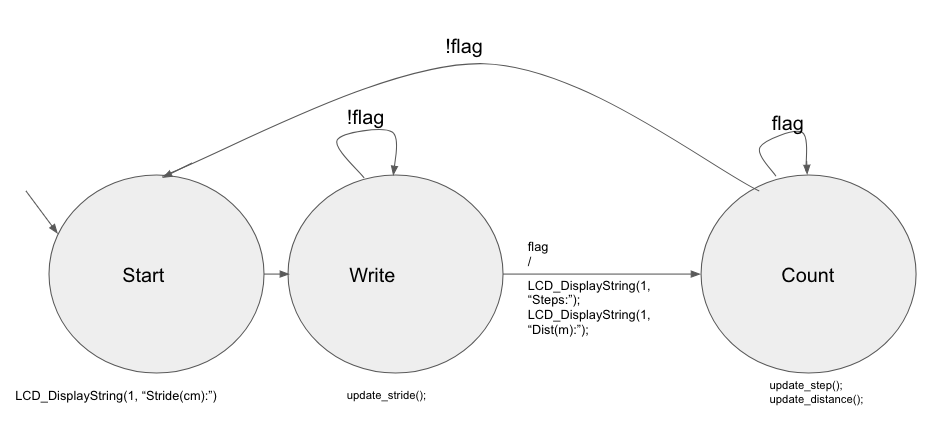 !flag
!flag
flag
Start
Write
flag
/
LCD_DisplayString(1,
“Steps:”);
LCD_DisplayString(1,
“Dist(m):”);
Count
LCD_DisplayString(1, “Stride(cm):”)
update_stride();
update_step();
update_distance();